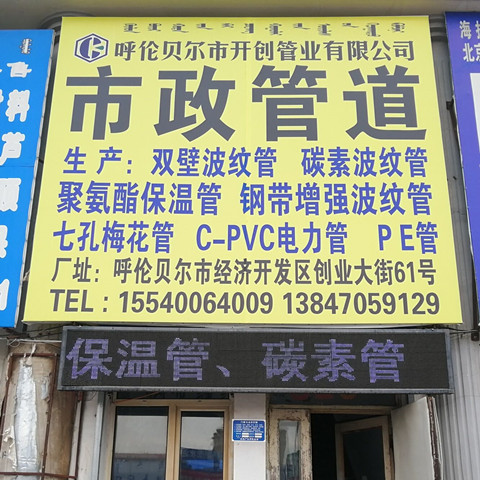 呼伦贝尔市开创管业有限公司
市政管道
生产：双壁波纹管 碳素波纹管
聚氨酯保温管 钢带增强波纹管
七孔梅花管 C-PVC电力管 PE管
厂址：呼伦贝尔市经济开发区创业大街61号
TEL：15540064009 13847059129
保温管、碳素管
海拉
北京